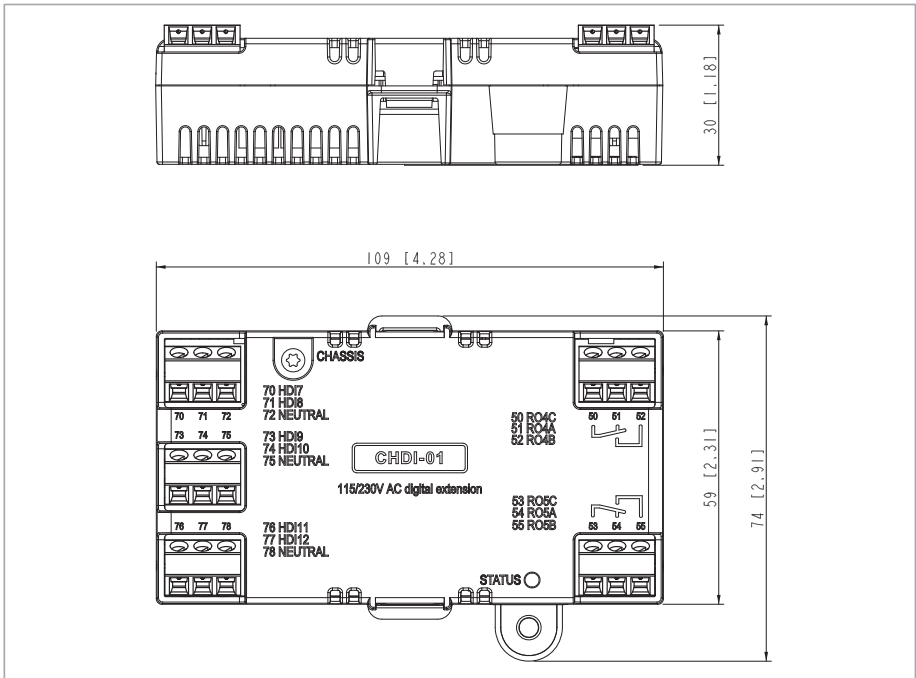 30 [1.18]
109 [4.28]
CHASSIS
70 HDI7
71 HDI8
72 NEUTRAL
70 71 72
73 74 75
73 HDI9
74 HDI10
75 NEUTRAL
CHDI-01
115/230V AC digital extension
76 HDI11
77 HDI12
78 NEUTRAL
76 77 78
50 RO4C
51 RO4A
52 RO4B
50 51 52
53 RO5C
54 RO5A
55 RO5B
53 54 55
STATUS
59 [2.31]
74 [2.91]